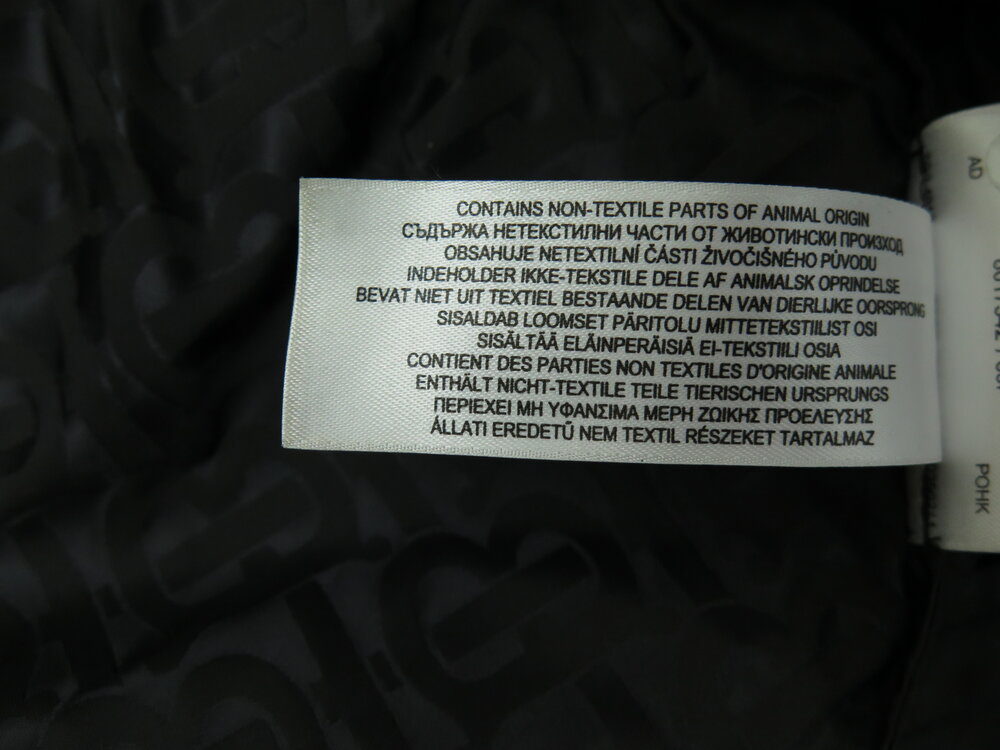 CONTAINS NON-TEXTILE PARTS OF ANIMAL ORIGIN
СЪДЪРЖА НЕТЕКСТИЛНИ ЧАСТИ ОТ ЖИВОТИНСКИ ПРОИЗХОД
OBSAHUJE NETEXTILNÍ ČÁSTI ŽIVOČIŠNÉHO PŮVODU
INDEHOLDER IKKE-TEKSTILE DELE AF ANIMALSK OPRINDELSE
BEVAT NIET UIT TEXTIEL BESTAANDE DELEN VAN DIERLIJKE OORSPRONG
SISALDAB LOOMSET PÄRITOLU MITTETEKSTIILIST OSI
SISÄLTÄÄ ELÄINPERÄISIÄ EI-TEKSTIILI OSIA
CONTIENT DES PARTIES NON TEXTILES D'ORIGINE ANIMALE
ENTHÄLT NICHT-TEXTILE TEILE TIERISCHEN URSPRUNGS
ΠΕΡΙΕΧΕΙ ΜΗ ΥΦΑΝΣΙΜΑ ΜΕΡΗ ΖΩΙΚΗΣ ΠΡΟΕΛΕΥΣΗΣ
ÁLLATI EREDETŰ NEM TEXTIL RÉSZEKET TARTALMAZ
AD
POHK